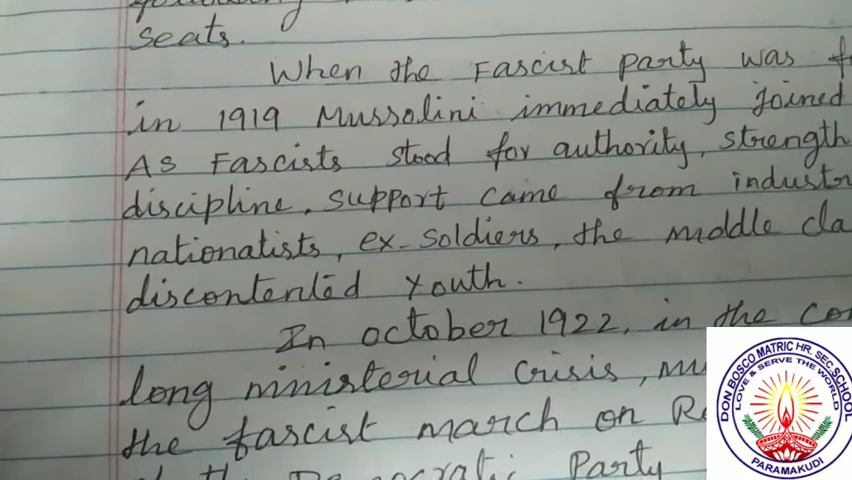 seats.
When the Fascist party was
in 1919 Mussolini immediately joined
As Fascists stood for authority, strength
discipline, support came from
nationatists, ex-soldiers, the middle
discontented youth.
In october 1922, in the
long ministerial crisis,
the fascist march on
Party
DON BOSCO MATRIC HR. SEC SCHOOL
LOVE & SERVE THE WORLD
PARAMAKUDI